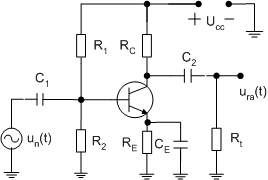 + U_cc −
R_1
R_C
C_1
C_2
u_ra(t)
u_n(t)
R_2
R_E
C_E
R_t